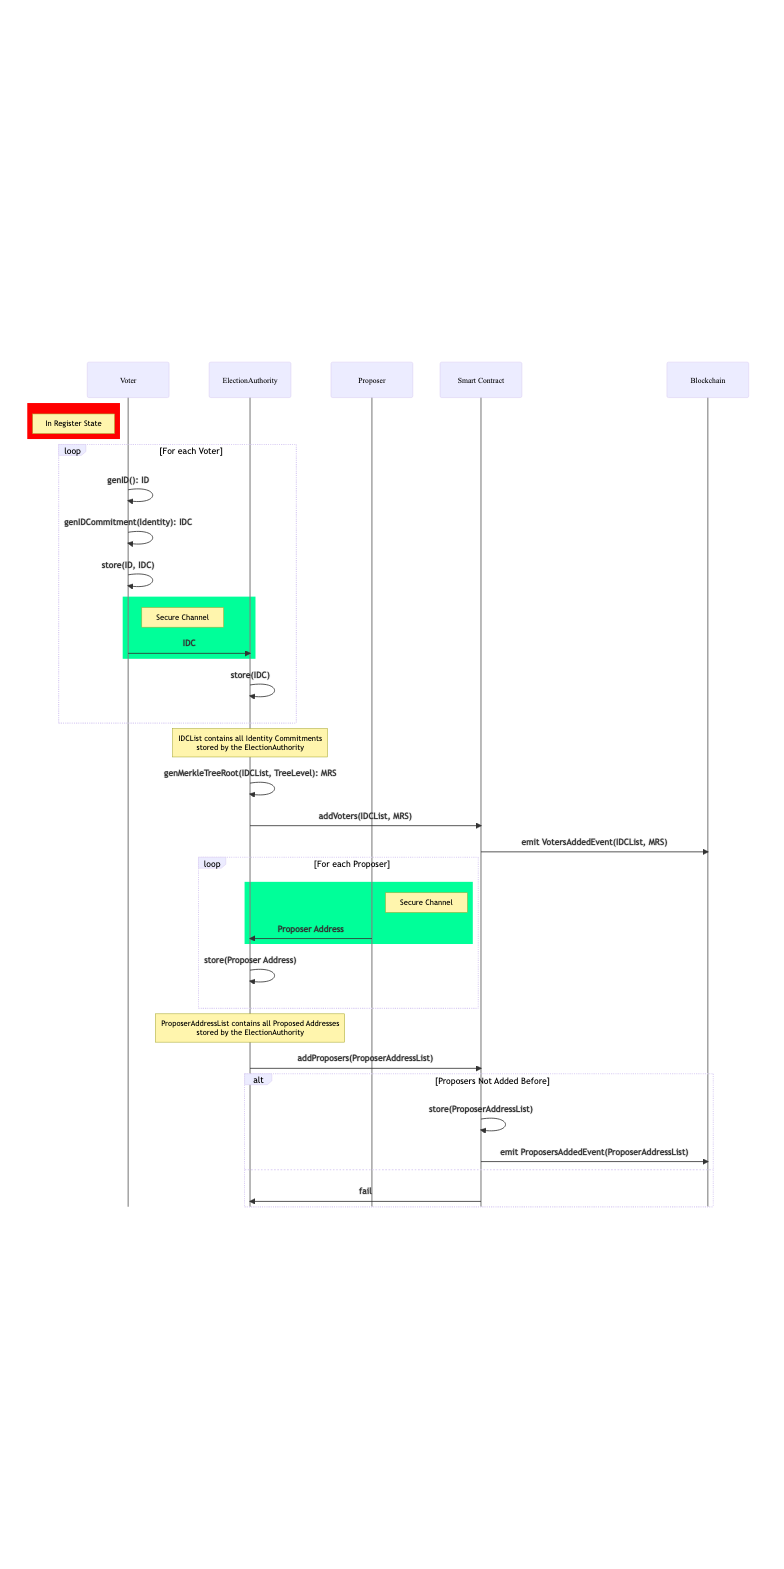 Voter
ElectionAuthority
Proposer
Smart Contract
Blockchain
In Register State
loop
[For each Voter]
genID(): ID
genIDCommitment(Identity): IDC
store(ID, IDC)
Secure Channel
IDC
store(IDC)
IDCList contains all Identity Commitments
stored by the ElectionAuthority
genMerkleTreeRoot(IDCList, TreeLevel): MRS
addVoters(IDCList, MRS)
emit VotersAddedEvent(IDCList, MRS)
loop
[For each Proposer]
Secure Channel
Proposer Address
store(Proposer Address)
ProposerAddressList contains all Proposed Addresses
stored by the ElectionAuthority
addProposers(ProposerAddressList)
alt
[Proposers Not Added Before]
store(ProposerAddressList)
emit ProposersAddedEvent(ProposerAddressList)
fail